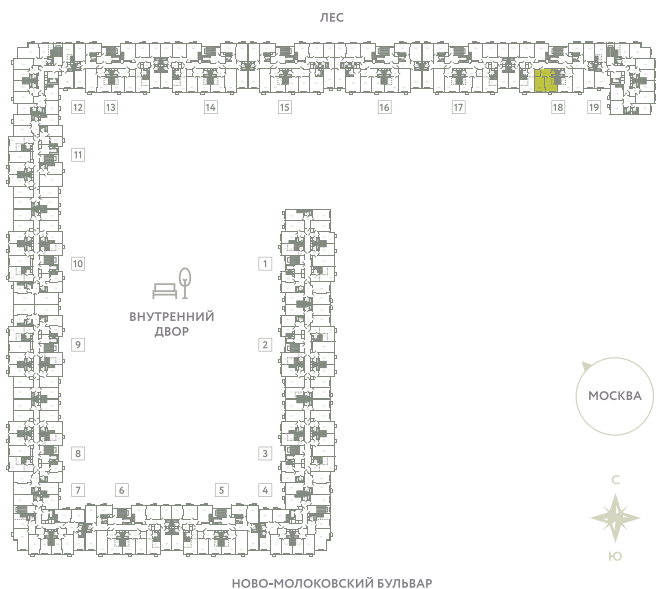 ЛЕС
12 13 14 15 16 17 18 19
11
10 1
ВНУТРЕННИЙ
ДВОР
9 2
МОСКВА
8 3
7 6 5 4
С
Ю
НОВО-МОЛОКОВСКИЙ БУЛЬВАР